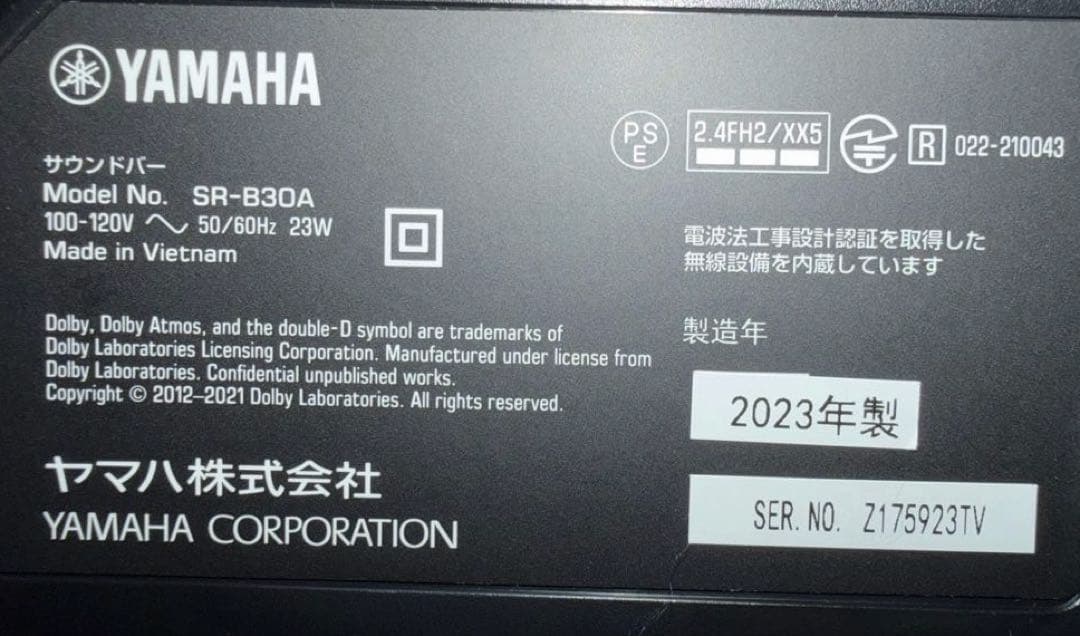 YAMAHA
サウンドバー
Model No. SR-B30A
100-120V 50/60Hz 23W
Made in Vietnam
PS
E
2.4FH2/XX5
R 022-210043
電波法工事設計認証を取得した
無線設備を内蔵しています
Dolby, Dolby Atmos, and the double-D symbol are trademarks of
Dolby Laboratories Licensing Corporation. Manufactured under license from
Dolby Laboratories. Confidential unpublished works.
Copyright © 2012–2021 Dolby Laboratories. All rights reserved.
製造年
2023年製
ヤマハ株式会社
YAMAHA CORPORATION
SER. NO. Z175923TV